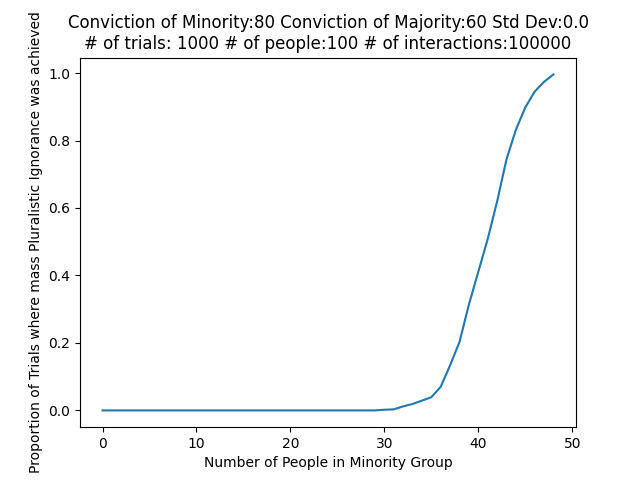 Conviction of Minority:80 Conviction of Majority:60 Std Dev:0.0
# of trials: 1000 # of people:100 # of interactions:100000
Proportion of Trials where mass Pluralistic Ignorance was achieved
1.0
0.8
0.6
0.4
0.2
0.0
0 10 20 30 40 50
Number of People in Minority Group